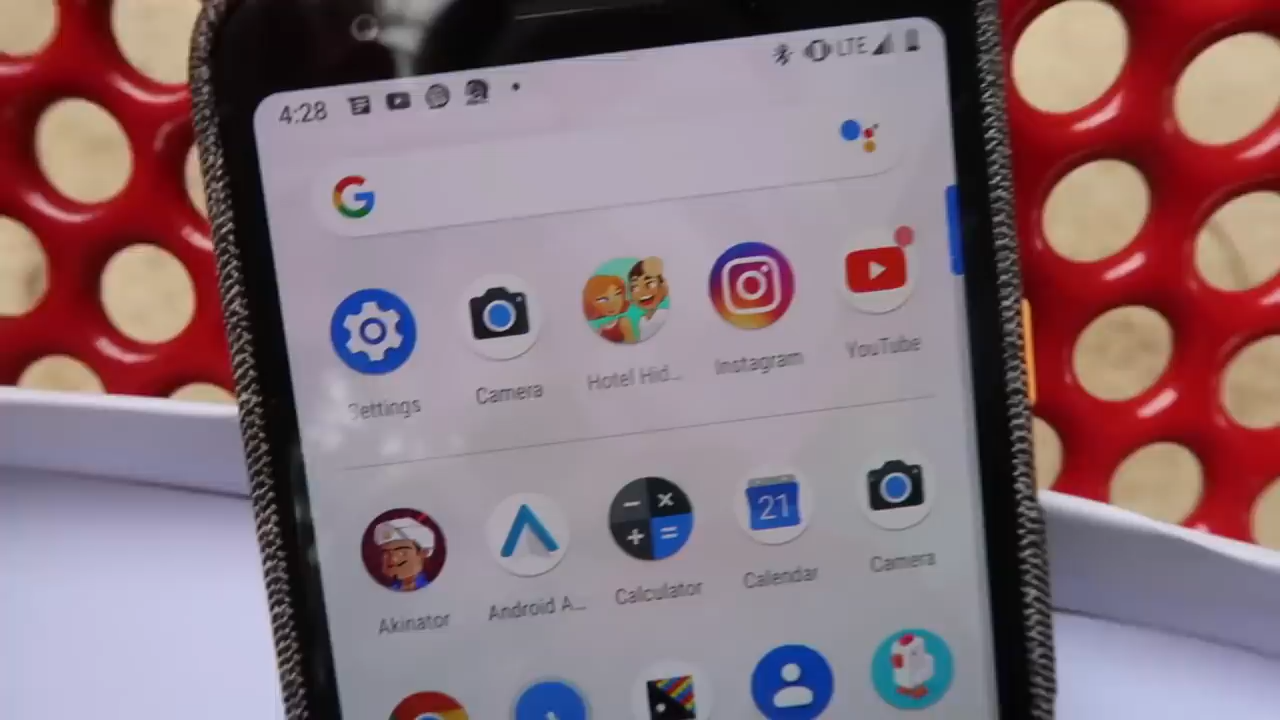 4:28 LTE
G
Settings Camera Hotel Hid... Instagram YouTube
21
Akinator Android A... Calculator Calendar Camera